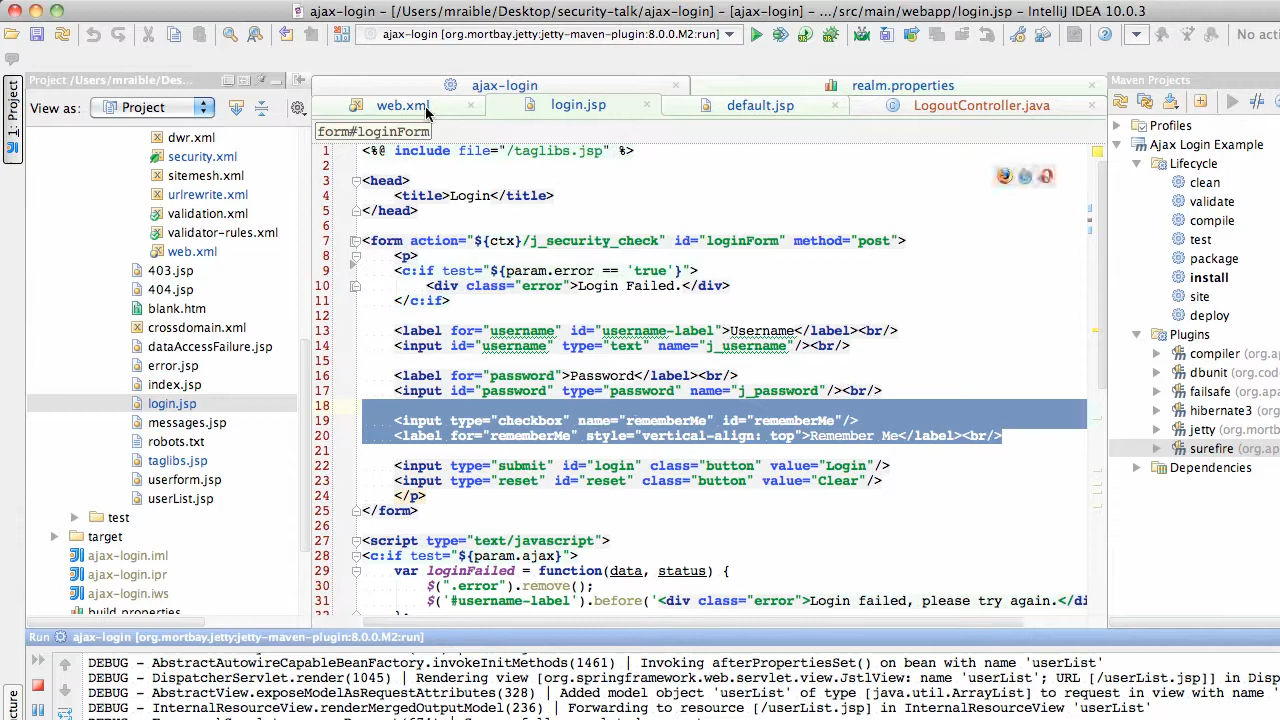 ajax-login – [/Users/mraible/Desktop/security-talk/ajax-login] – [ajax-login] – .../src/main/webapp/login.jsp – IntelliJ IDEA 10.0.3
ajax-login [org.mortbay.jetty:jetty-maven-plugin:8.0.0.M2:run]
No acti
Project /Users/mraible/Des...
View as: Project
1: Project
dwr.xml
security.xml
sitemesh.xml
urlrewrite.xml
validation.xml
validator-rules.xml
web.xml
403.jsp
404.jsp
blank.htm
crossdomain.xml
dataAccessFailure.jsp
error.jsp
index.jsp
login.jsp
messages.jsp
robots.txt
taglibs.jsp
userform.jsp
userList.jsp
test
target
ajax-login.iml
ajax-login.ipr
ajax-login.iws
build.properties
ajax-login
realm.properties
web.xml
login.jsp
default.jsp
LogoutController.java
form#loginForm
1 <%@ include file="/taglibs.jsp" %>
2
3 <head>
4 <title>Login</title>
5 </head>
6
7 <form action="${ctx}/j_security_check" id="loginForm" method="post">
8 <p>
9 <c:if test="${param.error == 'true'}">
10 <div class="error">Login Failed.</div>
11 </c:if>
12
13 <label for="username" id="username-label">Username</label><br/>
14 <input id="username" type="text" name="j_username"/><br/>
15
16 <label for="password">Password</label><br/>
17 <input id="password" type="password" name="j_password"/><br/>
18
19 <input type="checkbox" name="rememberMe" id="rememberMe"/>
20 <label for="rememberMe" style="vertical-align: top">Remember Me</label><br/>
21
22 <input type="submit" id="login" class="button" value="Login"/>
23 <input type="reset" id="reset" class="button" value="Clear"/>
24 </p>
25 </form>
26
27 <script type="text/javascript">
28 <c:if test="${param.ajax}">
29 var loginFailed = function(data, status) {
30 $(".error").remove();
31 $('#username-label').before('<div class="error">Login failed, please try again.</di
Maven Projects
Profiles
Ajax Login Example
Lifecycle
clean
validate
compile
test
package
install
site
deploy
Plugins
compiler (org.ap
dbunit (org.code
failsafe (org.apa
hibernate3 (org.
jetty (org.mortb
surefire (org.apa
Dependencies
Run ajax-login [org.mortbay.jetty:jetty-maven-plugin:8.0.0.M2:run]
DEBUG - AbstractAutowireCapableBeanFactory.invokeInitMethods(1461) | Invoking afterPropertiesSet() on bean with name 'userList'
DEBUG - DispatcherServlet.render(1045) | Rendering view [org.springframework.web.servlet.view.JstlView: name 'userList'; URL [/userList.jsp]] in Disp
DEBUG - AbstractView.exposeModelAsRequestAttributes(328) | Added model object 'userList' of type [java.util.ArrayList] to request in view with name '
DEBUG - InternalResourceView.renderMergedOutputModel(236) | Forwarding to resource [/userList.jsp] in InternalResourceView 'userList'